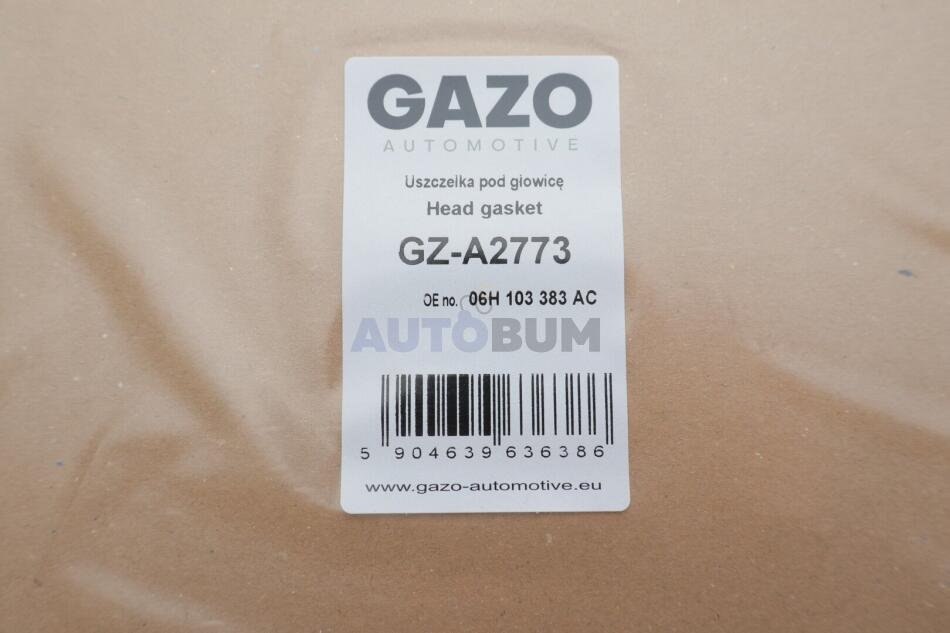 GAZO
AUTOMOTIVE
Uszczelka pod głowicę
Head gasket
GZ-A2773
OE no. 06H 103 383 AC
AUTOBUM
5 904639 636386
www.gazo-automotive.eu